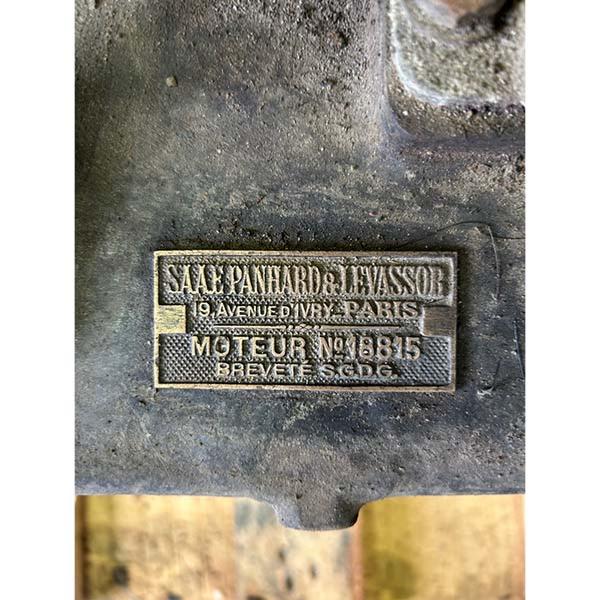 SAAE PANHARD & LEVASSOR
19, AVENUE D'IVRY - PARIS
MOTEUR No 18815
BREVETÉ S.G.D.G.